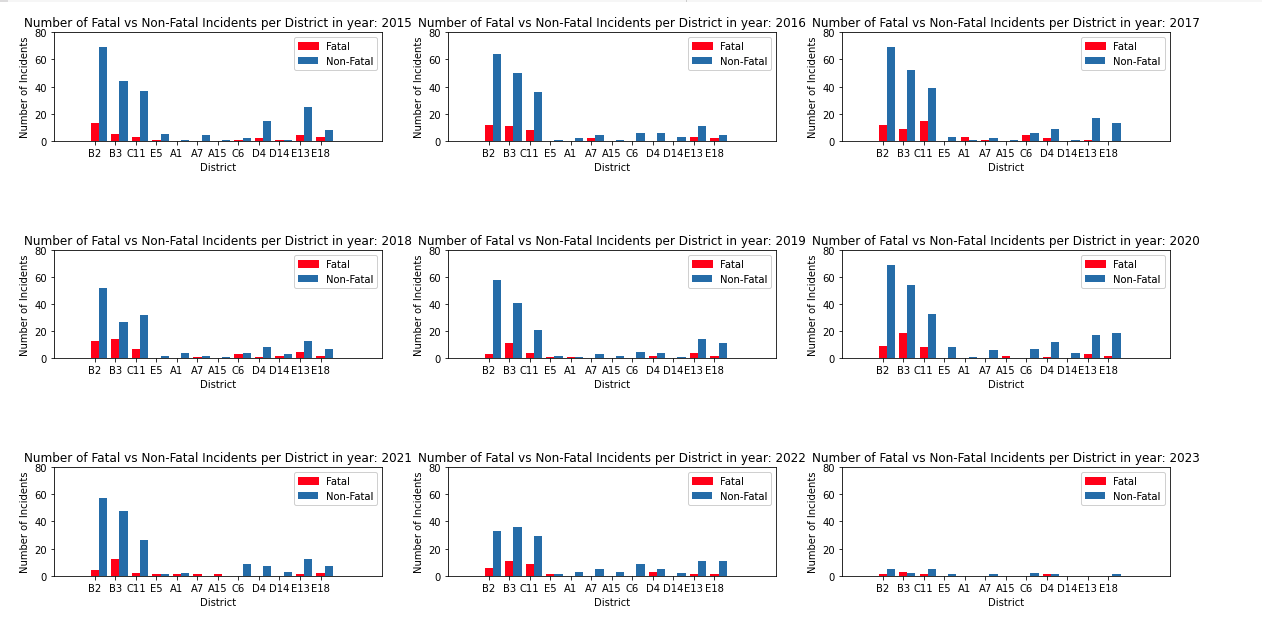 Number of Fatal vs Non-Fatal Incidents per District in year: 2015
80
60
40
20
0
Number of Incidents
Fatal
Non-Fatal
B2 B3 C11 E5 A1 A7 A15 C6 D4 D14 E13 E18
District
Number of Fatal vs Non-Fatal Incidents per District in year: 2016
80
60
40
20
0
Number of Incidents
Fatal
Non-Fatal
B2 B3 C11 E5 A1 A7 A15 C6 D4 D14 E13 E18
District
Number of Fatal vs Non-Fatal Incidents per District in year: 2017
80
60
40
20
0
Number of Incidents
Fatal
Non-Fatal
B2 B3 C11 E5 A1 A7 A15 C6 D4 D14 E13 E18
District
Number of Fatal vs Non-Fatal Incidents per District in year: 2018
80
60
40
20
0
Number of Incidents
Fatal
Non-Fatal
B2 B3 C11 E5 A1 A7 A15 C6 D4 D14 E13 E18
District
Number of Fatal vs Non-Fatal Incidents per District in year: 2019
80
60
40
20
0
Number of Incidents
Fatal
Non-Fatal
B2 B3 C11 E5 A1 A7 A15 C6 D4 D14 E13 E18
District
Number of Fatal vs Non-Fatal Incidents per District in year: 2020
80
60
40
20
0
Number of Incidents
Fatal
Non-Fatal
B2 B3 C11 E5 A1 A7 A15 C6 D4 D14 E13 E18
District
Number of Fatal vs Non-Fatal Incidents per District in year: 2021
80
60
40
20
0
Number of Incidents
Fatal
Non-Fatal
B2 B3 C11 E5 A1 A7 A15 C6 D4 D14 E13 E18
District
Number of Fatal vs Non-Fatal Incidents per District in year: 2022
80
60
40
20
0
Number of Incidents
Fatal
Non-Fatal
B2 B3 C11 E5 A1 A7 A15 C6 D4 D14 E13 E18
District
Number of Fatal vs Non-Fatal Incidents per District in year: 2023
80
60
40
20
0
Number of Incidents
Fatal
Non-Fatal
B2 B3 C11 E5 A1 A7 A15 C6 D4 D14 E13 E18
District